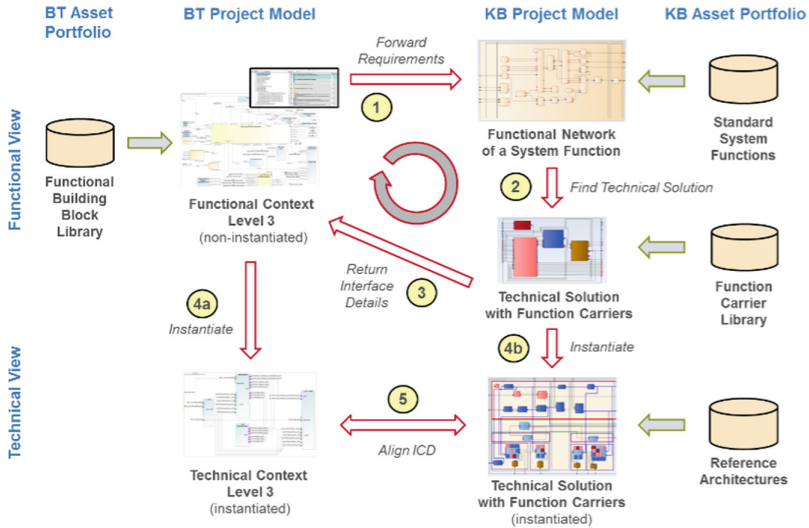 BT Asset
Portfolio
BT Project Model
KB Project Model
KB Asset Portfolio
Functional View
Technical View
Forward
Requirements
1
Functional Network
of a System Function
Standard
System
Functions
Functional
Building
Block
Library
Functional Context
Level 3
(non-instantiated)
2
Find Technical Solution
Return
Interface
Details
3
Technical Solution
with Function Carriers
Function
Carrier
Library
4a
Instantiate
4b
Instantiate
5
Align ICD
Technical Context
Level 3
(instantiated)
Technical Solution
with Function Carriers
(instantiated)
Reference
Architectures